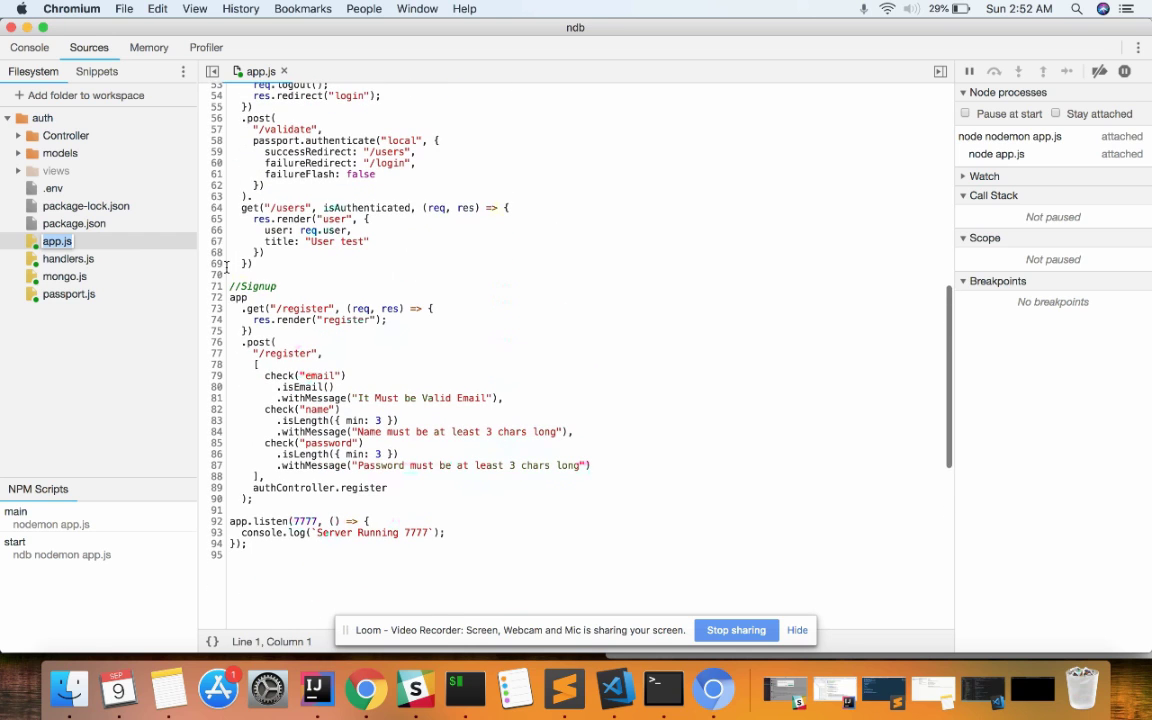 Chromium File Edit View History Bookmarks People Window Help 29% Sun 2:52 AM
ndb
Console Sources Memory Profiler
Filesystem Snippets app.js
+ Add folder to workspace
auth
Controller
models
views
.env
package-lock.json
package.json
app.js
handlers.js
mongo.js
passport.js
NPM Scripts
main
nodemon app.js
start
ndb nodemon app.js
53 req.logout();
54 res.redirect("login");
55 })
56 .post(
57 "/validate",
58 passport.authenticate("local", {
59 successRedirect: "/users",
60 failureRedirect: "/login",
61 failureFlash: false
62 })
63 ).
64 get("/users", isAuthenticated, (req, res) => {
65 res.render("user", {
66 user: req.user,
67 title: "User test"
68 })
69 })
70
71 //Signup
72 app
73 .get("/register", (req, res) => {
74 res.render("register");
75 })
76 .post(
77 "/register",
78 [
79 check("email")
80 .isEmail()
81 .withMessage("It Must be Valid Email"),
82 check("name")
83 .isLength({ min: 3 })
84 .withMessage("Name must be at least 3 chars long"),
85 check("password")
86 .isLength({ min: 3 })
87 .withMessage("Password must be at least 3 chars long")
88 ],
89 authController.register
90 );
91
92 app.listen(7777, () => {
93 console.log(`Server Running 7777`);
94 });
95
{} Line 1, Column 1
Node processes
Pause at start Stay attached
node nodemon app.js attached
node app.js attached
Watch
Call Stack
Not paused
Scope
Not paused
Breakpoints
No breakpoints
Loom - Video Recorder: Screen, Webcam and Mic is sharing your screen. Stop sharing Hide
1
SEP
9
IJ
$
>_